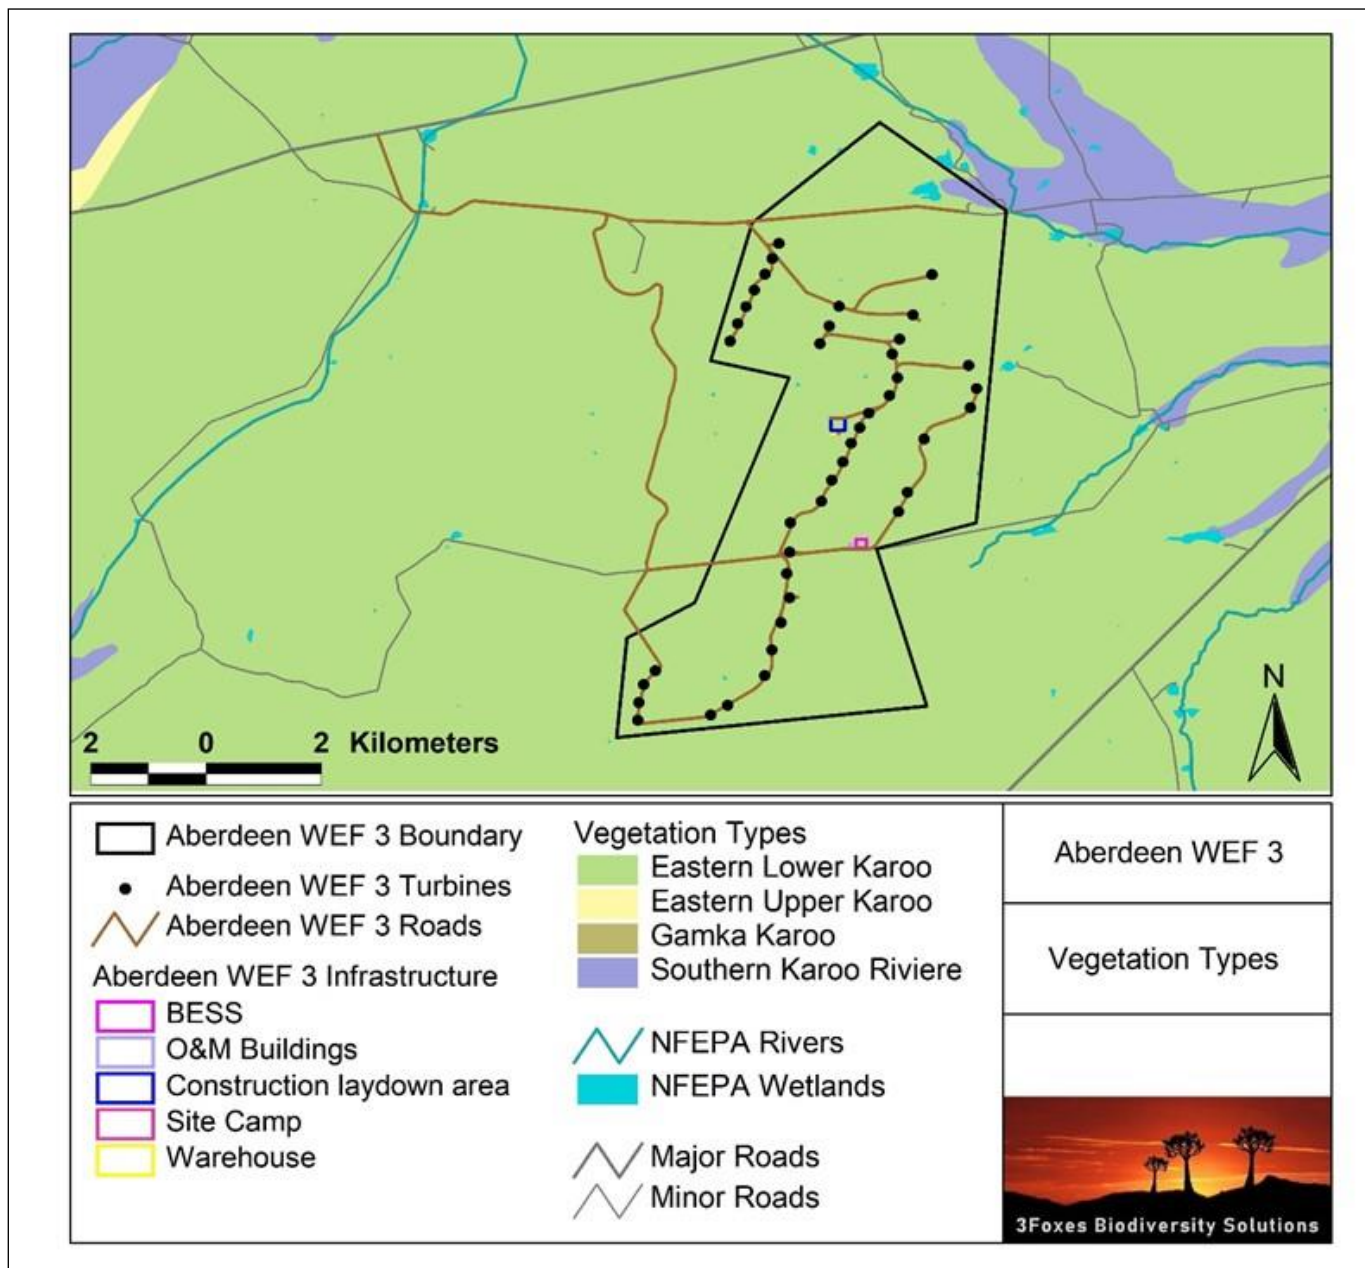 N
2 0 2 Kilometers
Aberdeen WEF 3 Boundary
Aberdeen WEF 3 Turbines
Aberdeen WEF 3 Roads
Aberdeen WEF 3 Infrastructure
BESS
O&M Buildings
Construction laydown area
Site Camp
Warehouse
Vegetation Types
Eastern Lower Karoo
Eastern Upper Karoo
Gamka Karoo
Southern Karoo Riviere
NFEPA Rivers
NFEPA Wetlands
Major Roads
Minor Roads
Aberdeen WEF 3
Vegetation Types
3Foxes Biodiversity Solutions